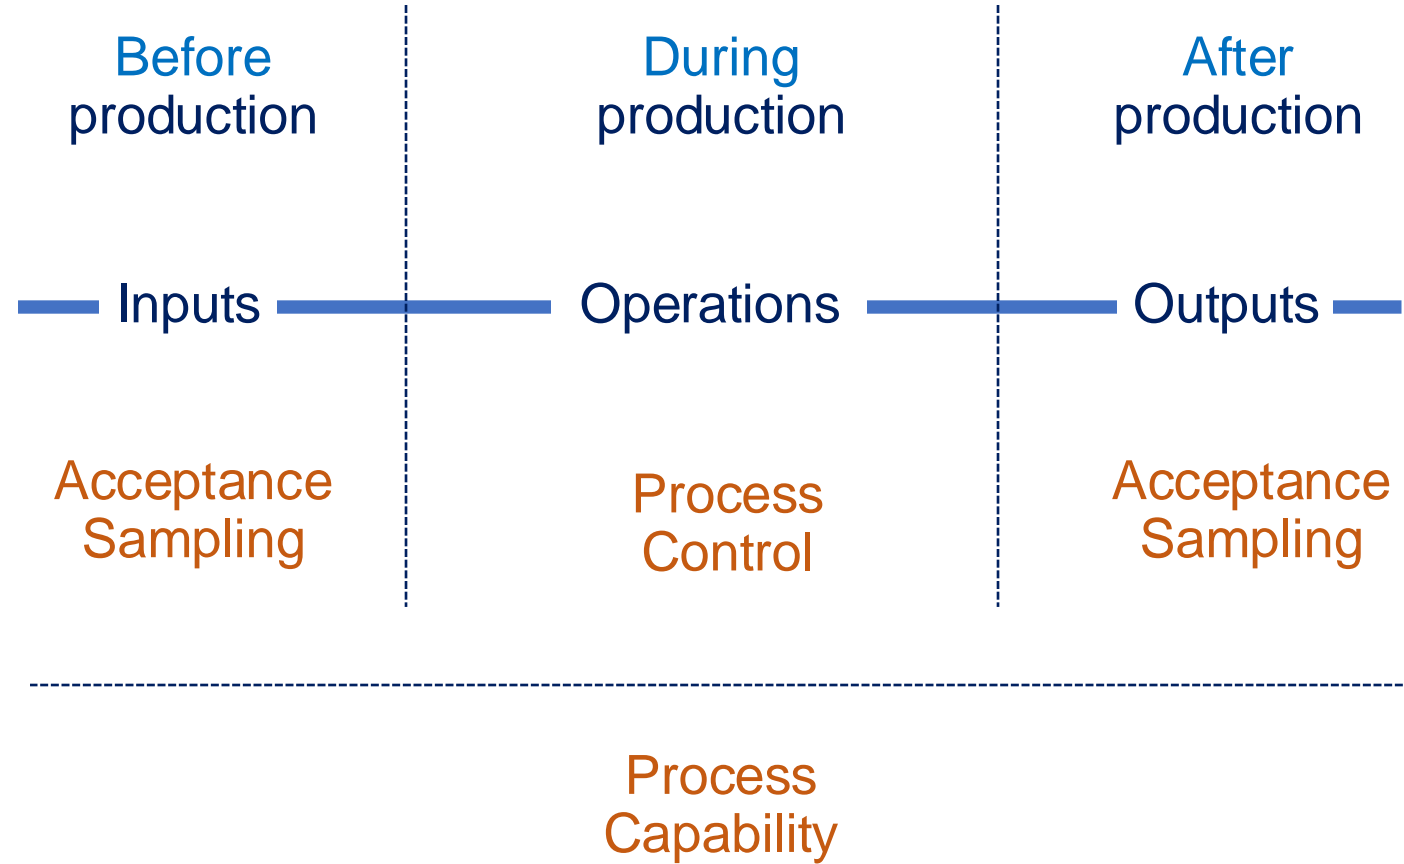 Before
production
During
production
After
production
Inputs
Operations
Outputs
Acceptance
Sampling
Process
Control
Acceptance
Sampling
Process
Capability